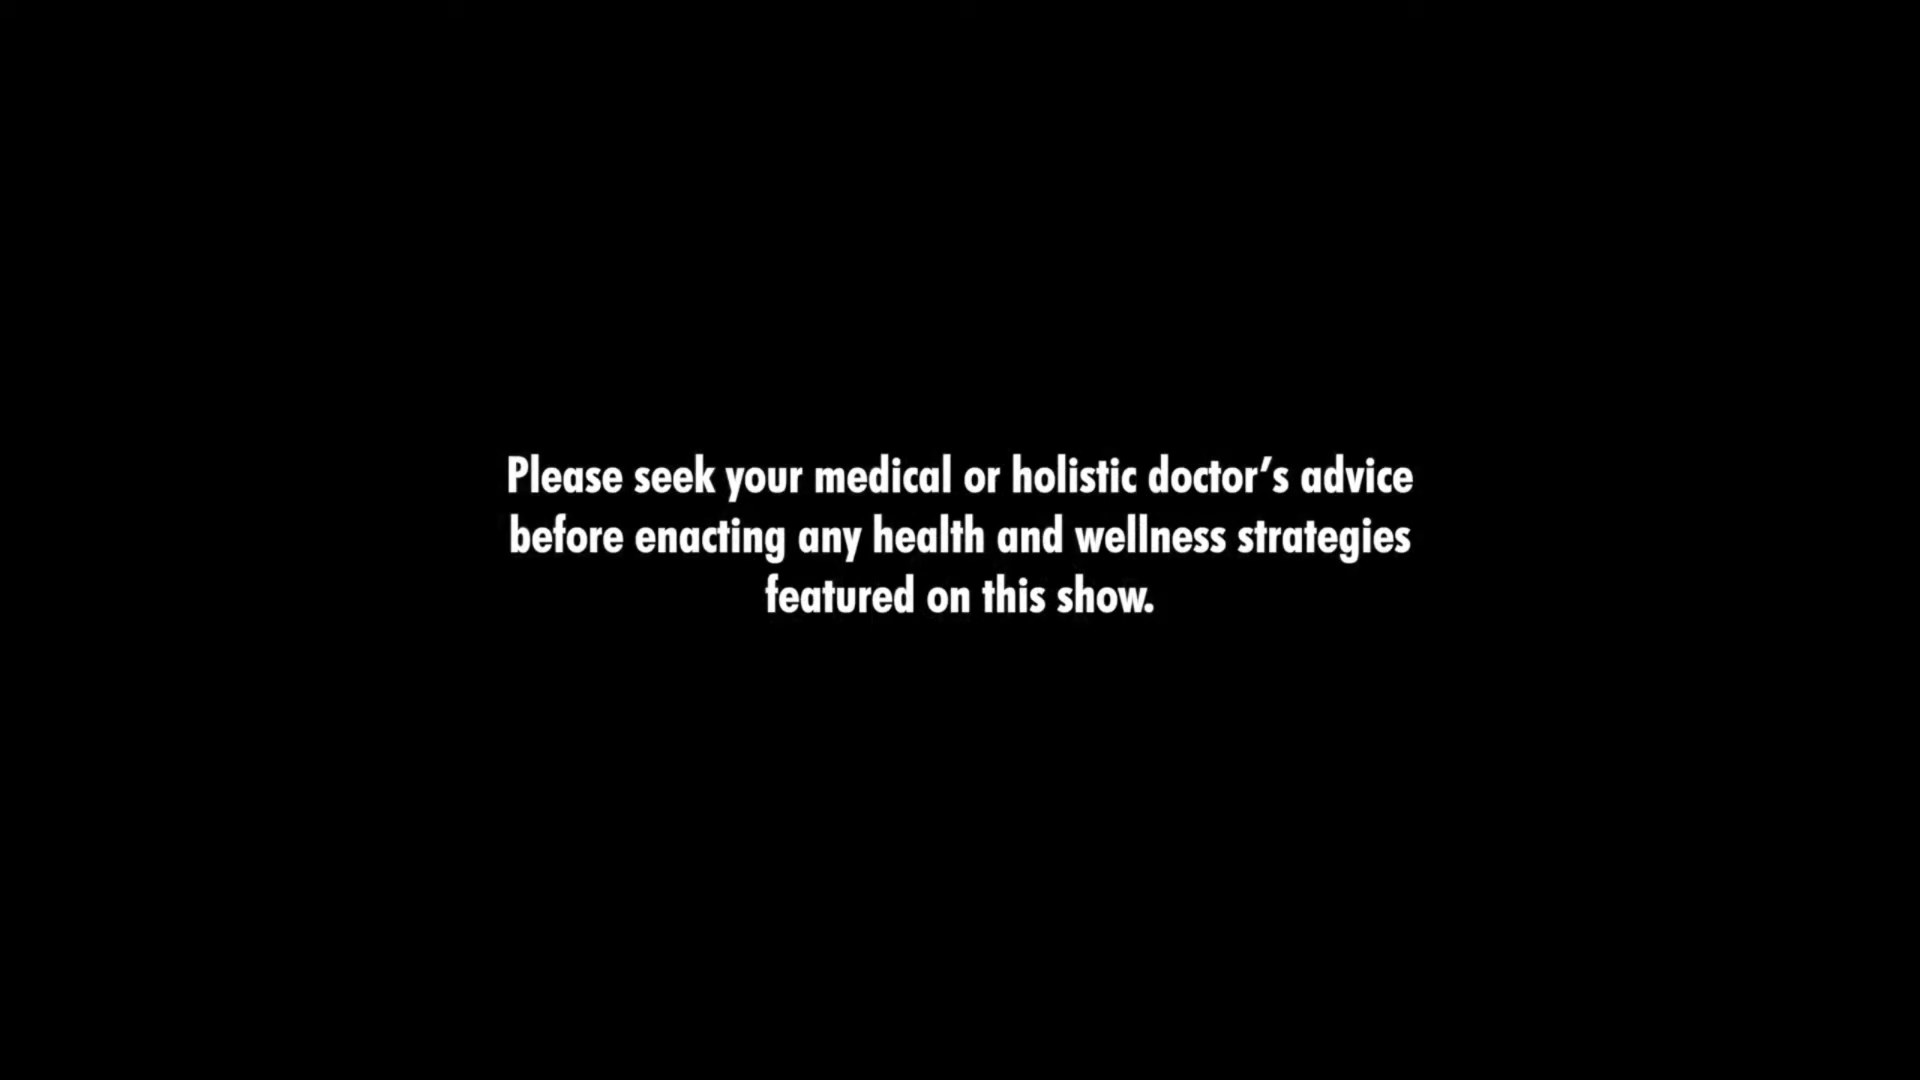 Please seek your medical or holistic doctor’s advice
before enacting any health and wellness strategies
featured on this show.